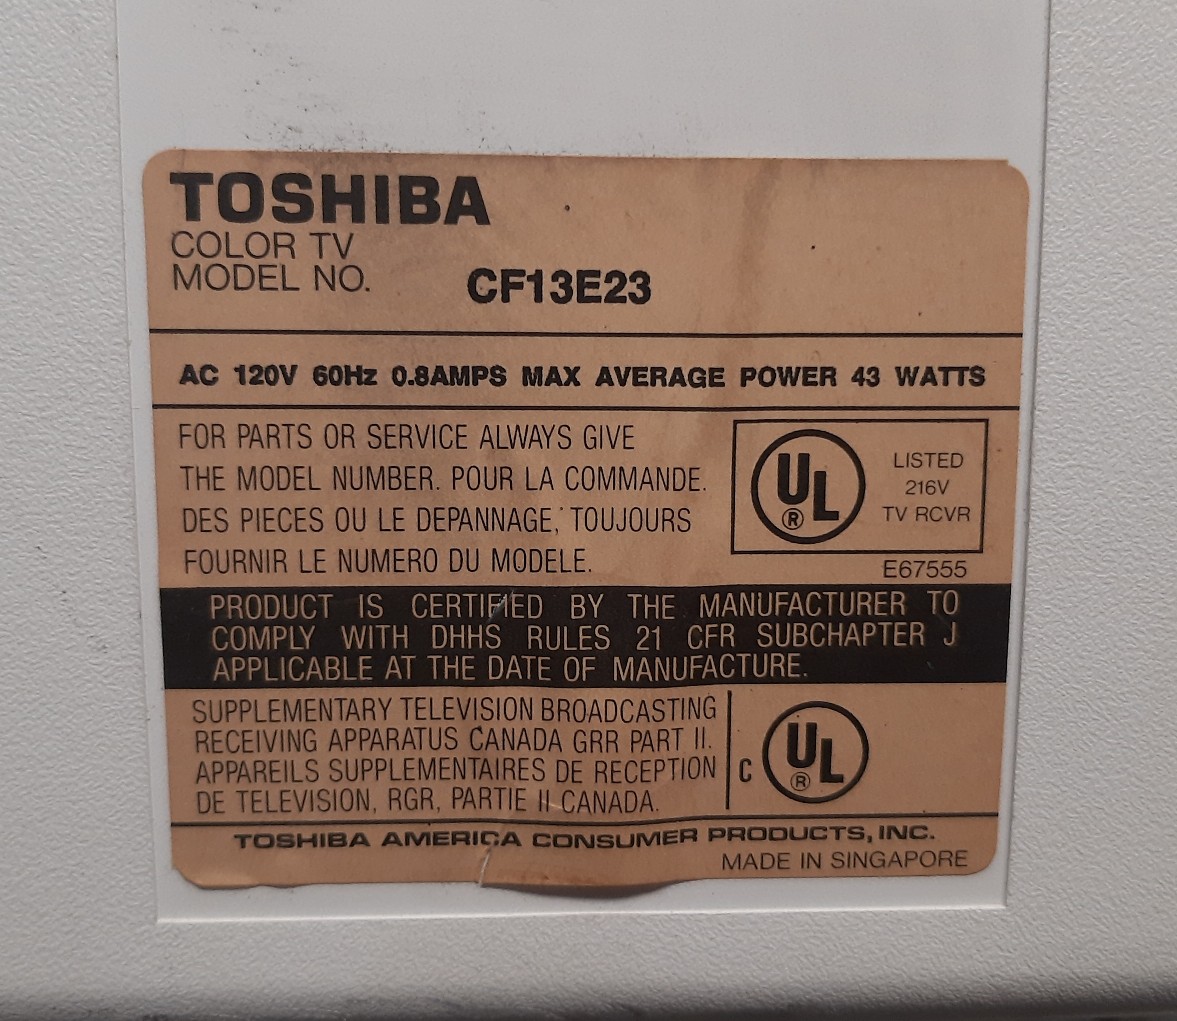 TOSHIBA
COLOR TV
MODEL NO. CF13E23
AC 120V 60Hz 0.8AMPS MAX AVERAGE POWER 43 WATTS
FOR PARTS OR SERVICE ALWAYS GIVE
THE MODEL NUMBER. POUR LA COMMANDE.
DES PIECES OU LE DEPANNAGE, TOUJOURS
FOURNIR LE NUMERO DU MODELE.
UL ®
LISTED
216V
TV RCVR
E67555
PRODUCT IS CERTIFIED BY THE MANUFACTURER TO
COMPLY WITH DHHS RULES 21 CFR SUBCHAPTER J
APPLICABLE AT THE DATE OF MANUFACTURE.
SUPPLEMENTARY TELEVISION BROADCASTING
RECEIVING APPARATUS CANADA GRR PART II.
APPAREILS SUPPLEMENTAIRES DE RECEPTION
DE TELEVISION, RGR, PARTIE II CANADA.
C UL ®
TOSHIBA AMERICA CONSUMER PRODUCTS, INC.
MADE IN SINGAPORE